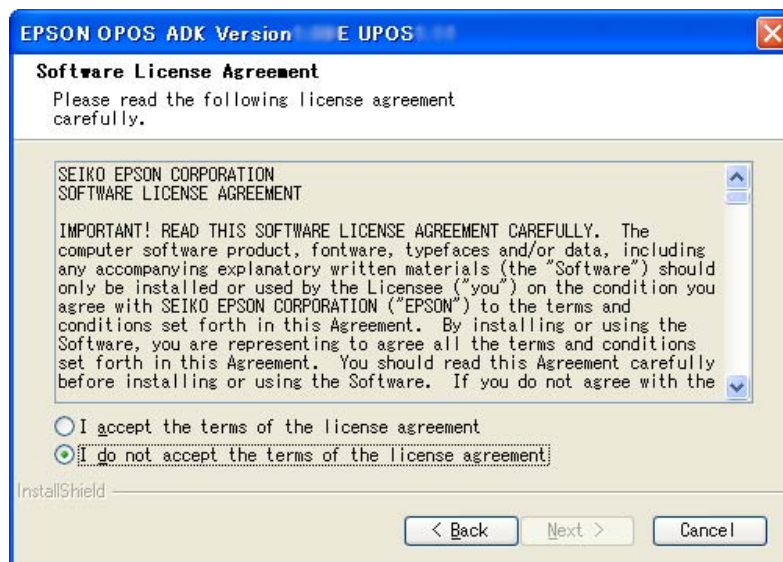 EPSON OPOS ADK Version E UPOS
Software License Agreement
Please read the following license agreement
carefully.
SEIKO EPSON CORPORATION
SOFTWARE LICENSE AGREEMENT
IMPORTANT! READ THIS SOFTWARE LICENSE AGREEMENT CAREFULLY. The
computer software product, fontware, typefaces and/or data, including
any accompanying explanatory written materials (the "Software") should
only be installed or used by the Licensee ("you") on the condition you
agree with SEIKO EPSON CORPORATION ("EPSON") to the terms and
conditions set forth in this Agreement. By installing or using the
Software, you are representing to agree all the terms and conditions
set forth in this Agreement. You should read this Agreement carefully
before installing or using the Software. If you do not agree with the
I accept the terms of the license agreement
I do not accept the terms of the license agreement
InstallShield
< Back Next > Cancel